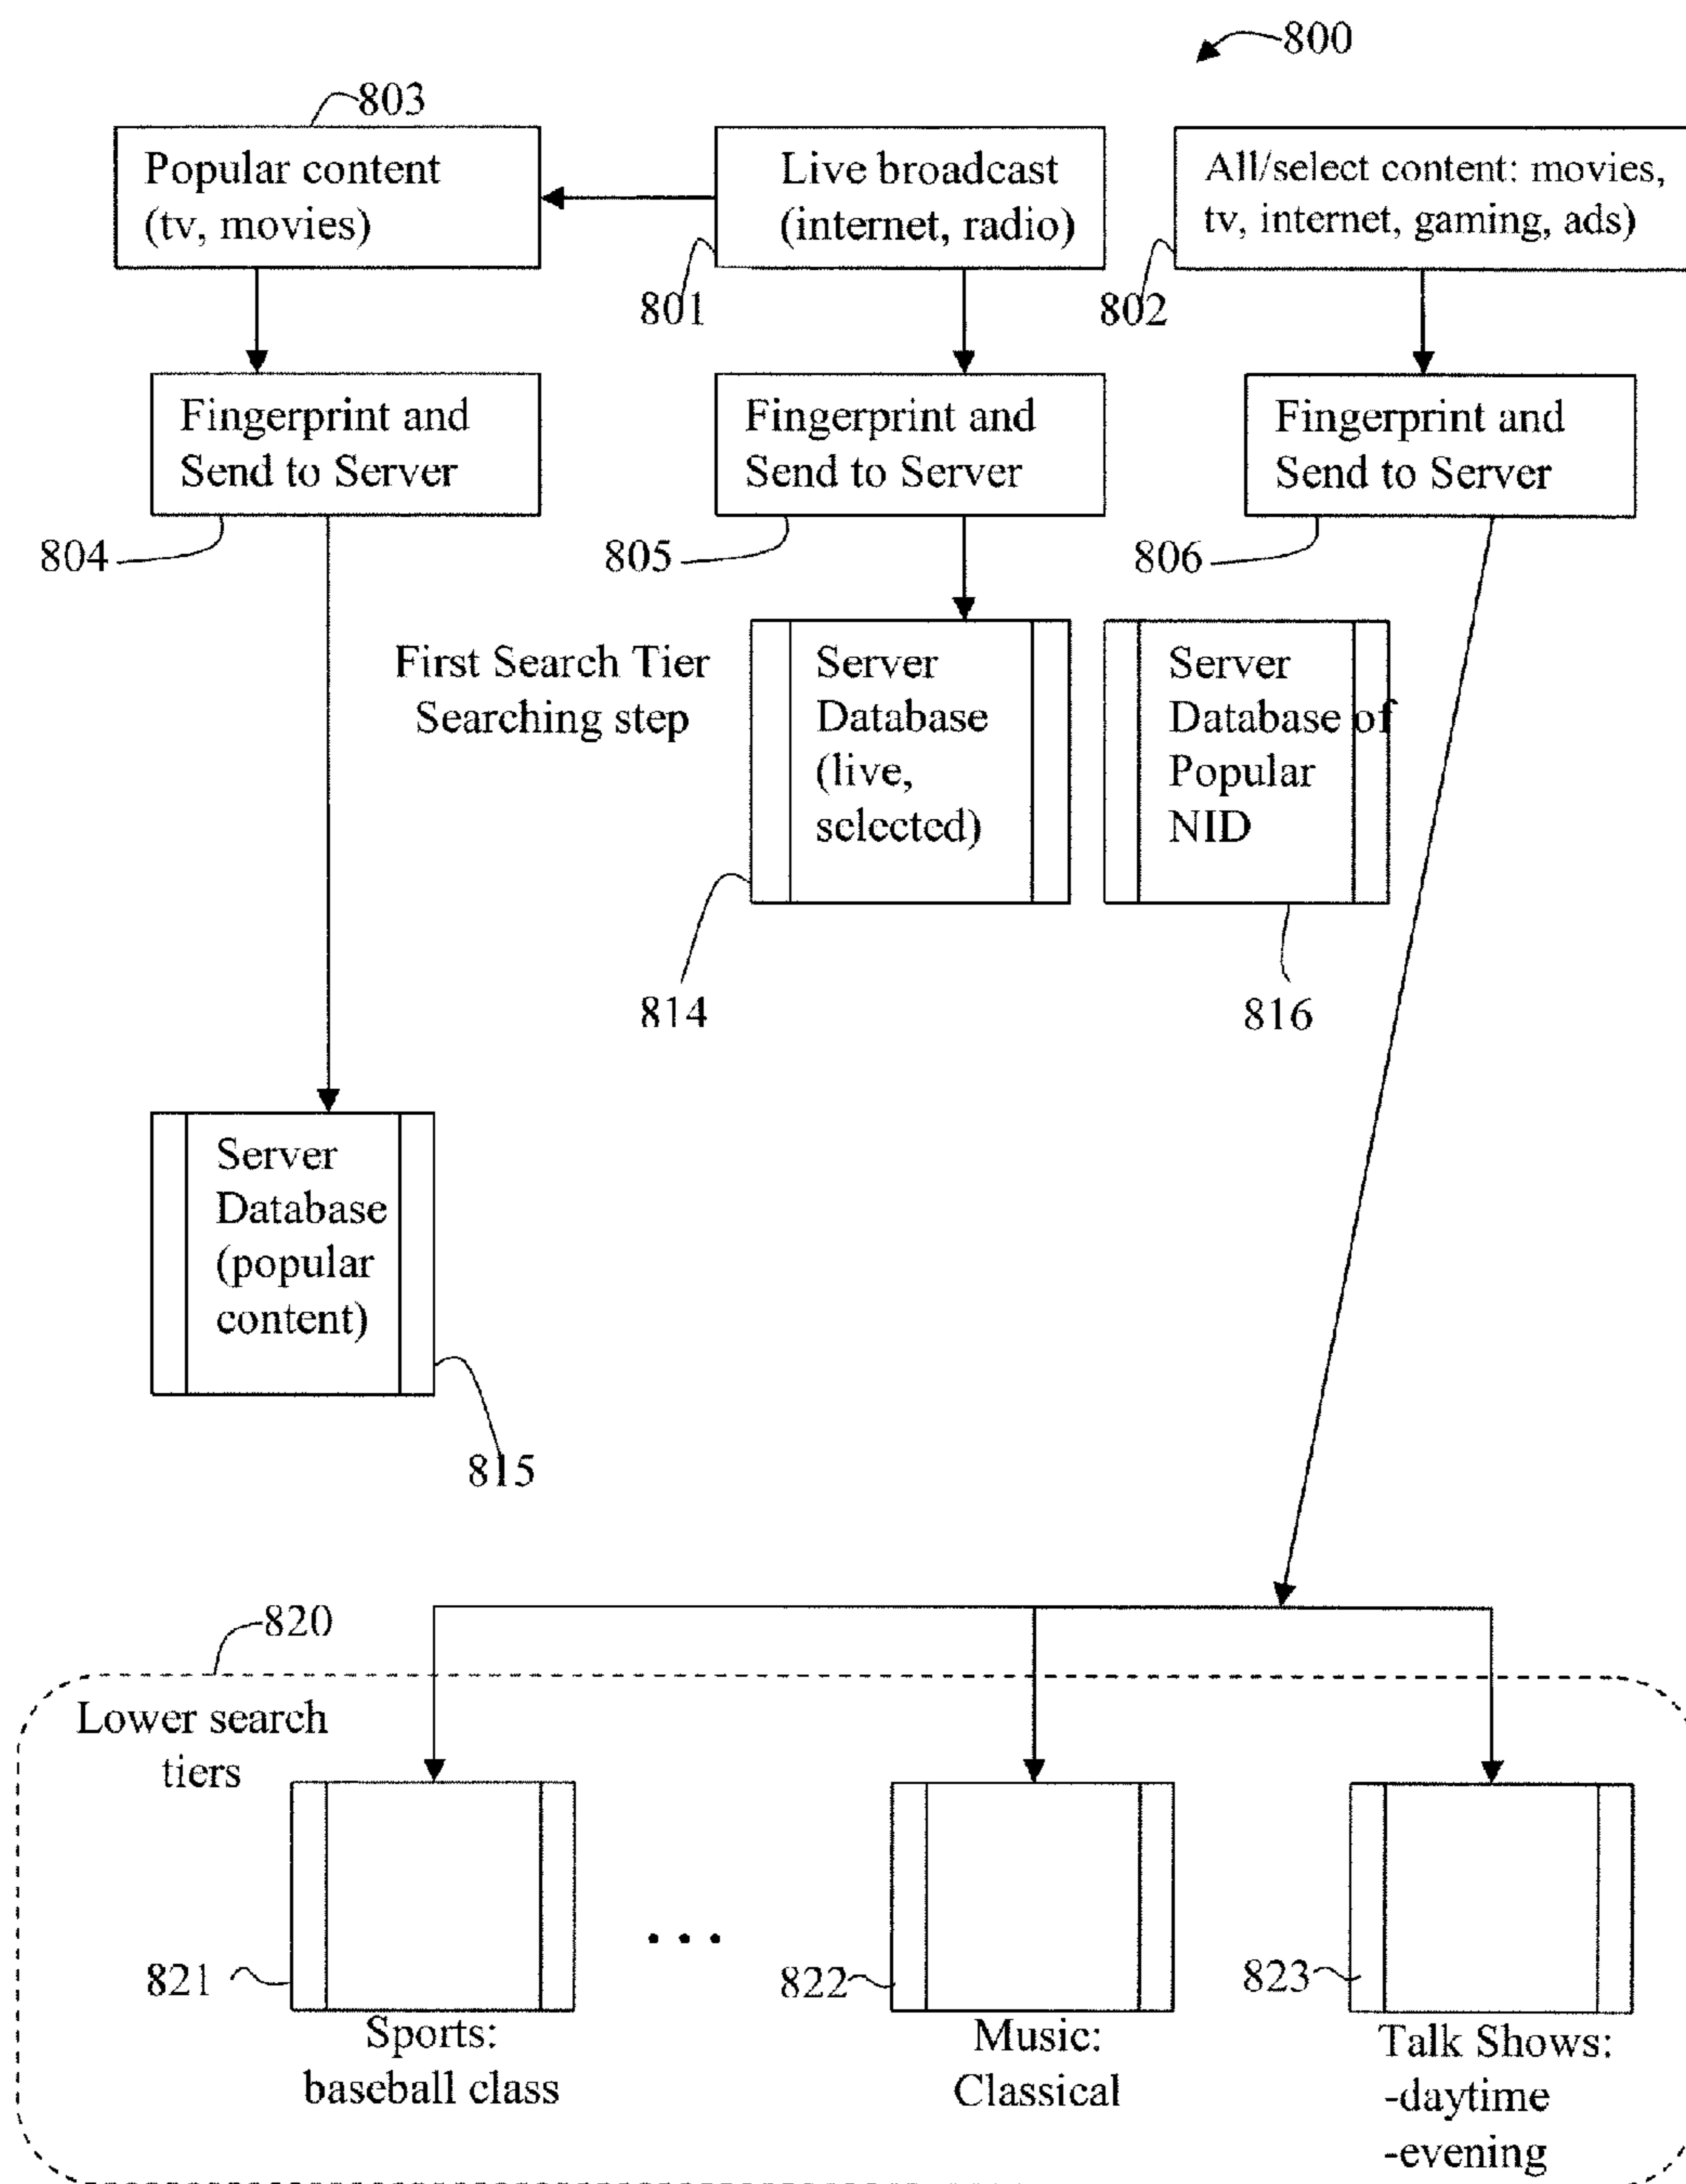 800
803
Popular content
(tv, movies)
Live broadcast
(internet, radio)
All/select content: movies,
tv, internet, gaming, ads)
801
802
Fingerprint and
Send to Server
Fingerprint and
Send to Server
Fingerprint and
Send to Server
804
805
806
First Search Tier
Searching step
Server
Database
(live,
selected)
Server
Database of
Popular
NID
814
816
Server
Database
(popular
content)
815
820
Lower search
tiers
821
...
822
823
Sports:
baseball class
Music:
Classical
Talk Shows:
-daytime
-evening